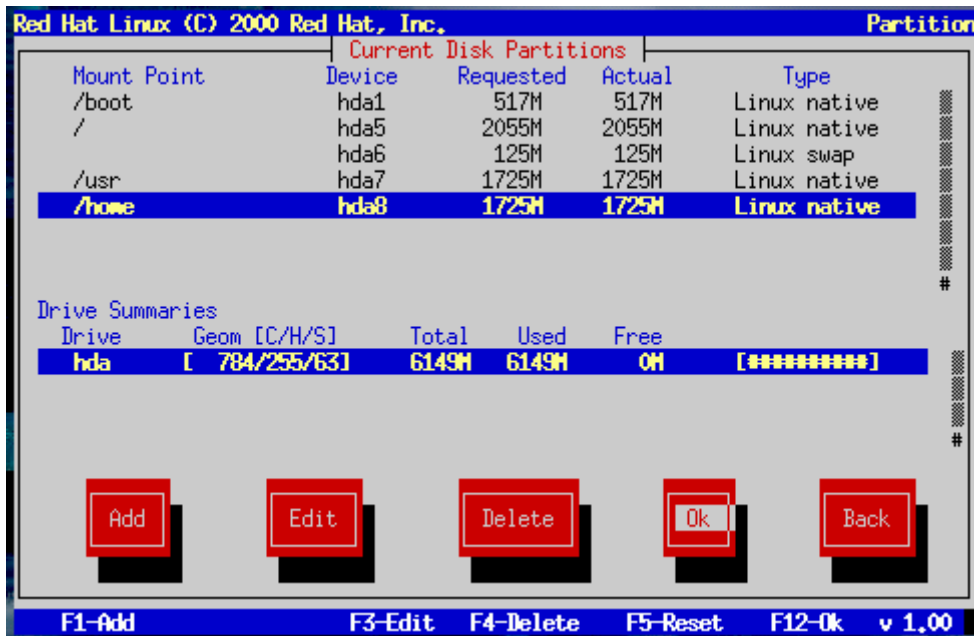 Red Hat Linux (C) 2000 Red Hat, Inc. Partition
Current Disk Partitions
Mount Point Device Requested Actual Type
/boot hda1 517M 517M Linux native
/ hda5 2055M 2055M Linux native
hda6 125M 125M Linux swap
/usr hda7 1725M 1725M Linux native
/home hda8 1725M 1725M Linux native
#
Drive Summaries
Drive Geom [C/H/S] Total Used Free
hda [ 784/255/63] 6149M 6149M 0M [##########]
#
Add Edit Delete Ok Back
F1-Add F3-Edit F4-Delete F5-Reset F12-Ok v 1.00